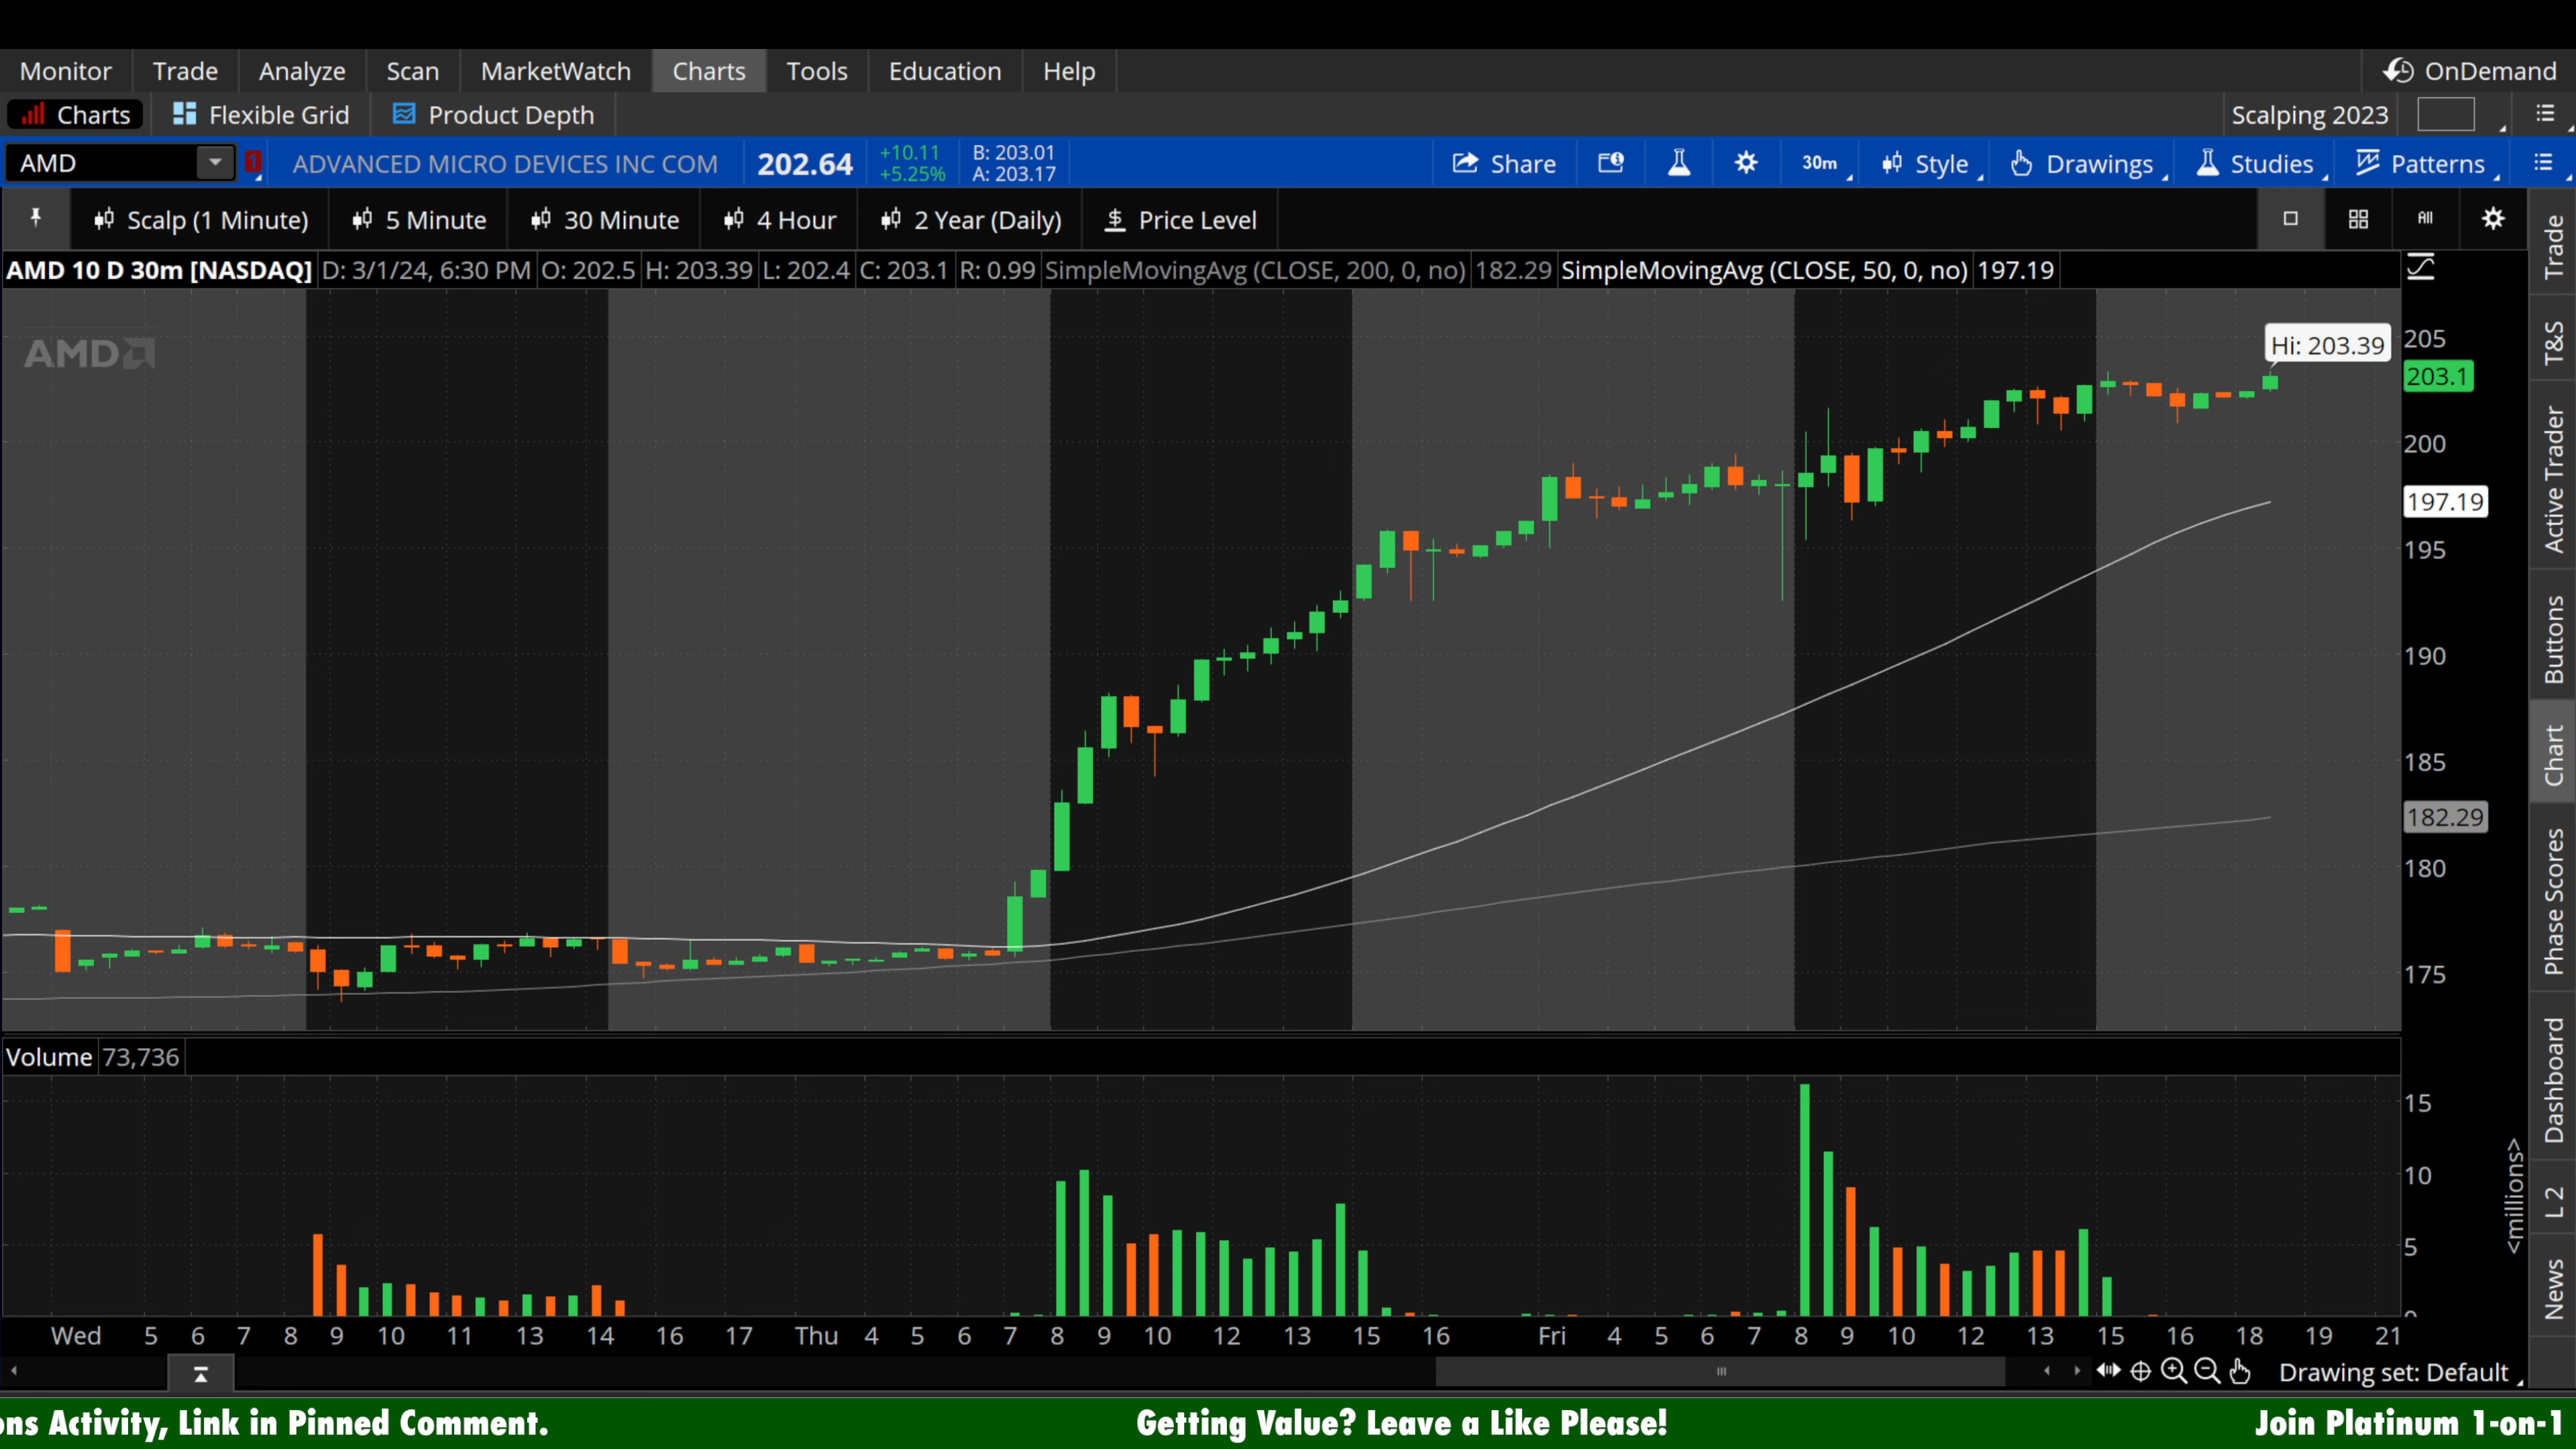 Monitor Trade Analyze Scan MarketWatch Charts Tools Education Help OnDemand
Charts Flexible Grid Product Depth Scalping 2023
AMD 1 ADVANCED MICRO DEVICES INC COM 202.64 +10.11 B: 203.01 Share 30m Style Drawings Studies Patterns
+5.25% A: 203.17
Scalp (1 Minute) 5 Minute 30 Minute 4 Hour 2 Year (Daily) $ Price Level All
AMD 10 D 30m [NASDAQ] D: 3/1/24, 6:30 PM O: 202.5 H: 203.39 L: 202.4 C: 203.1 R: 0.99 SimpleMovingAvg (CLOSE, 200, 0, no) 182.29 SimpleMovingAvg (CLOSE, 50, 0, no) 197.19
AMD
Hi: 203.39
205
203.1
200
197.19
195
190
185
182.29
180
175
Volume 73,736
15
10
5
0
<millions>
Wed 5 6 7 8 9 10 11 13 14 16 17 Thu 4 5 6 7 8 9 10 12 13 15 16 Fri 4 5 6 7 8 9 10 12 13 15 16 18 19 21
Drawing set: Default
Trade
T&S
Active Trader
Buttons
Chart
Phase Scores
Dashboard
L 2
News
ons Activity, Link in Pinned Comment. Getting Value? Leave a Like Please! Join Platinum 1-on-1